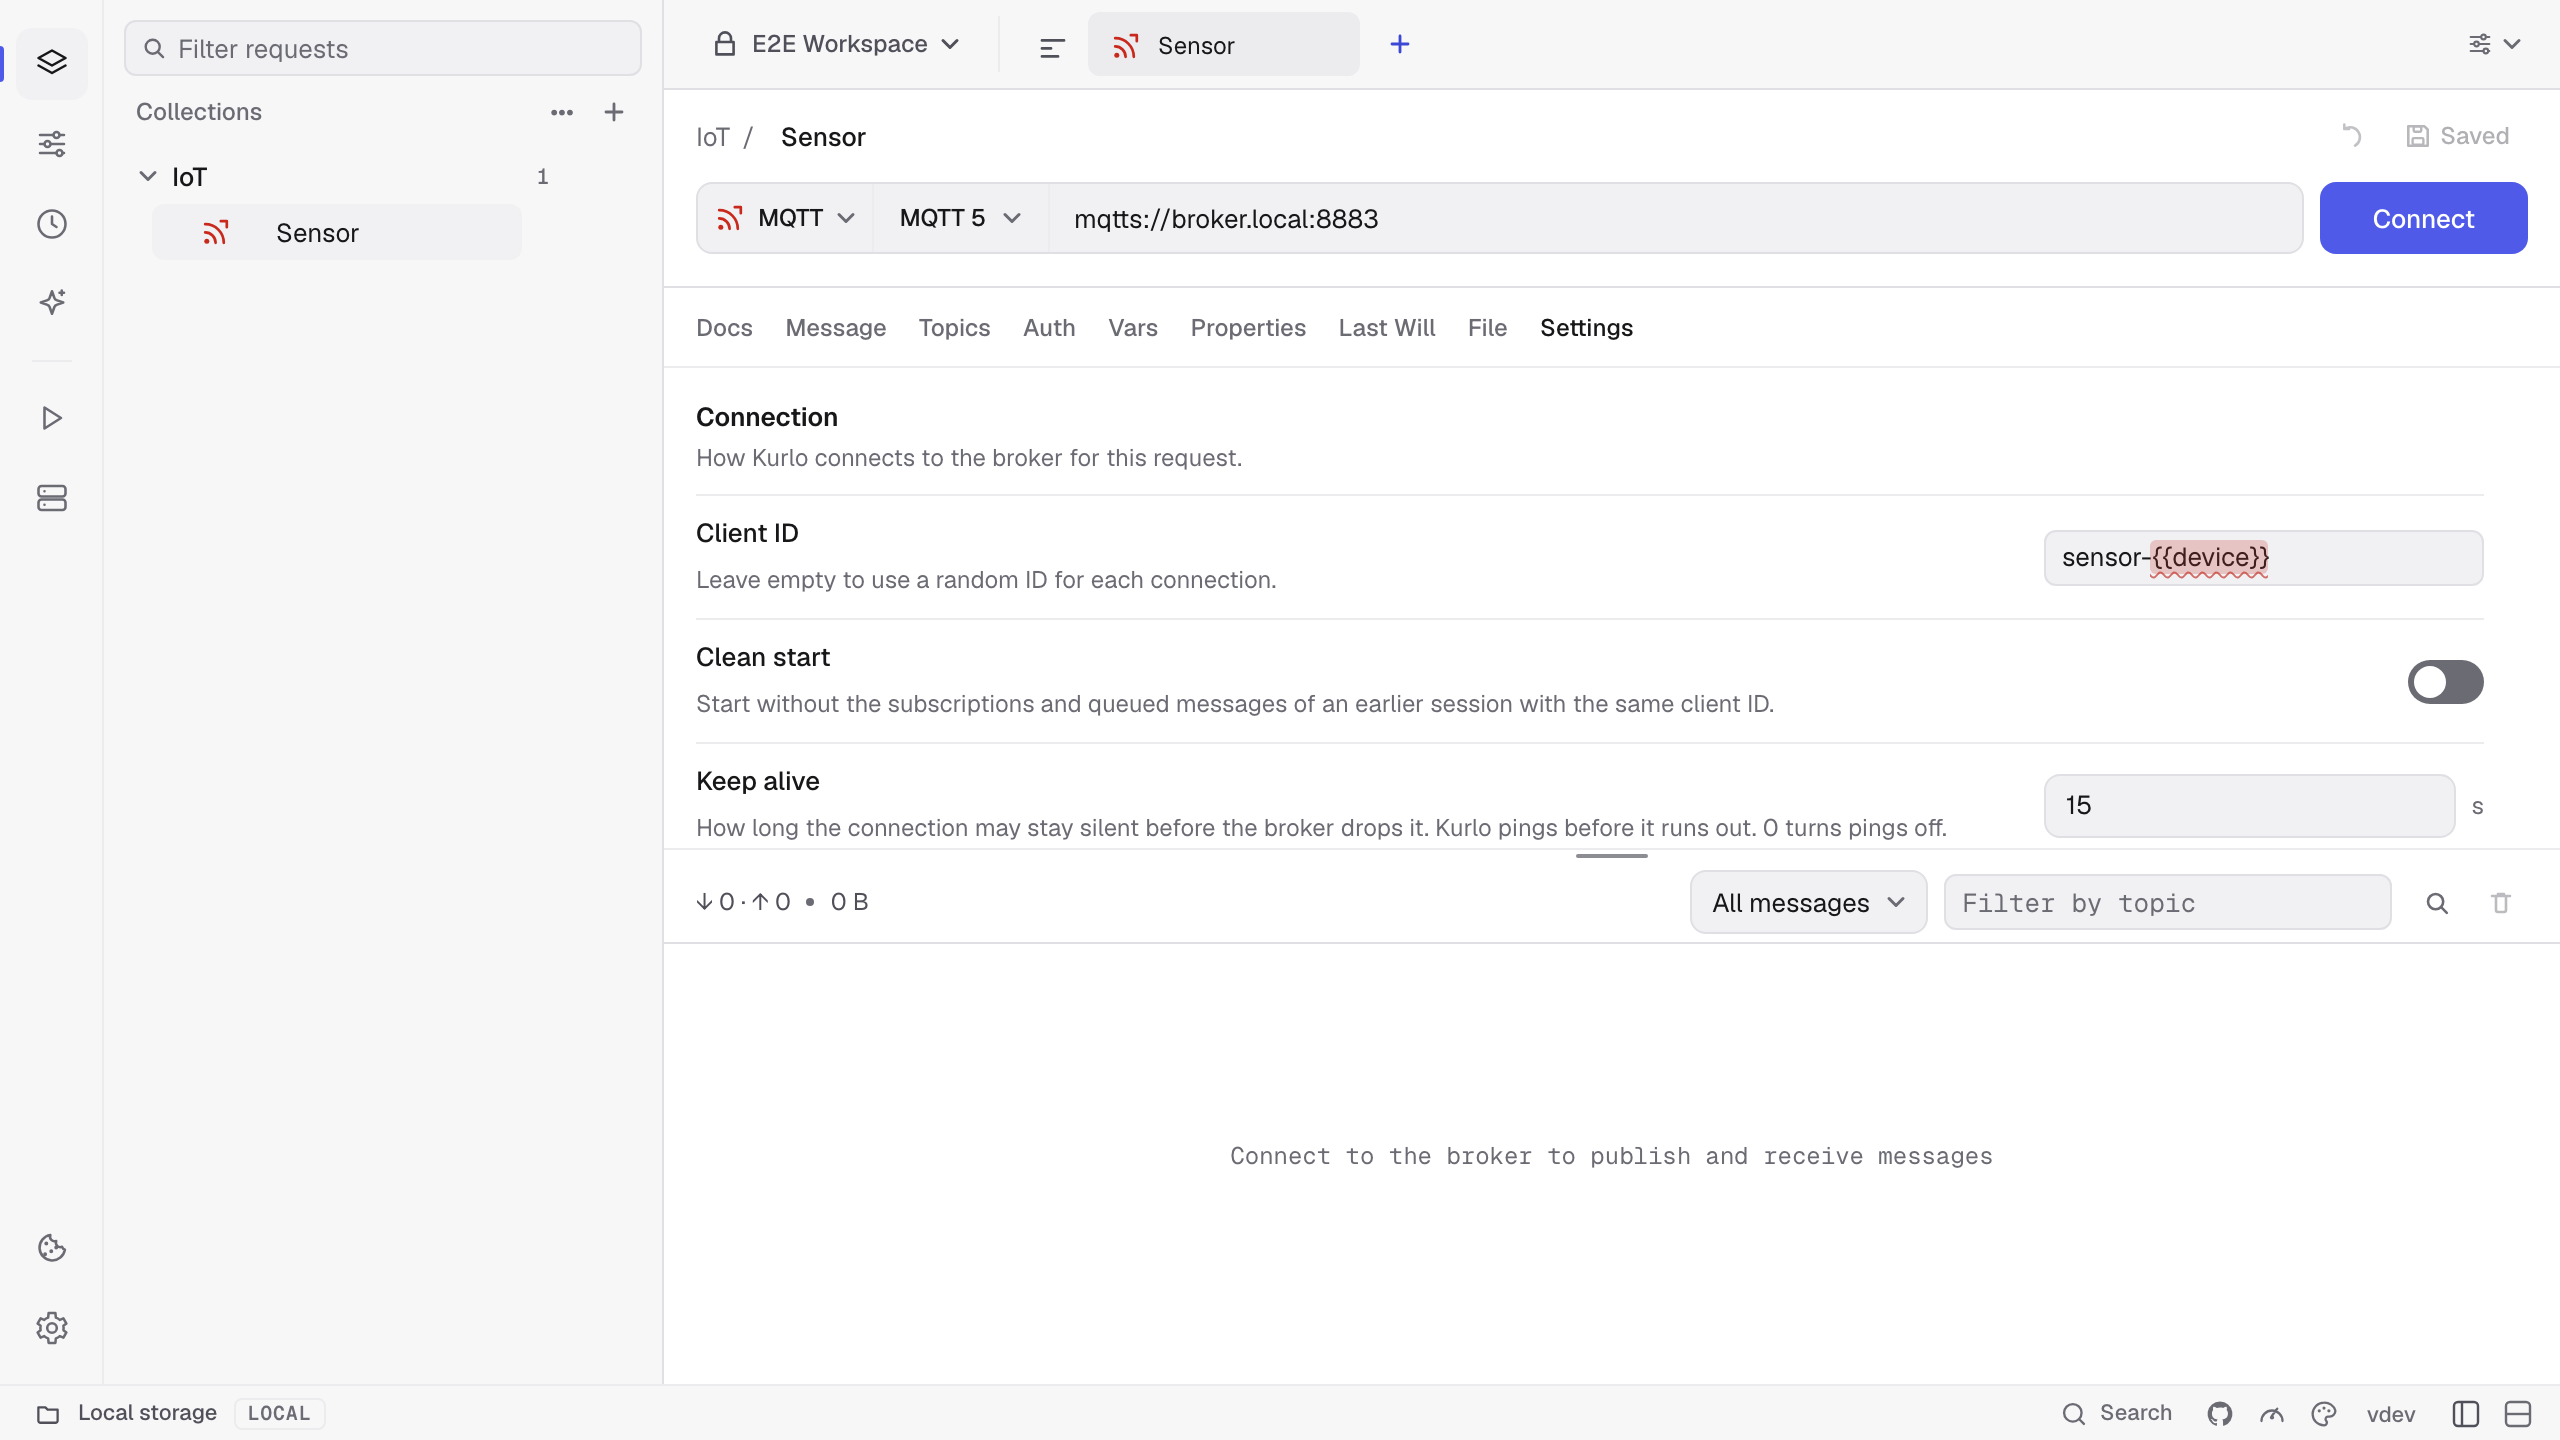 Filter requests
Collections
IoT 1
Sensor
E2E Workspace
Sensor
IoT / Sensor
Saved
MQTT
MQTT 5
mqtts://broker.local:8883
Connect
Docs Message Topics Auth Vars Properties Last Will File Settings
Connection
How Kurlo connects to the broker for this request.
Client ID
Leave empty to use a random ID for each connection.
sensor-{{device}}
Clean start
Start without the subscriptions and queued messages of an earlier session with the same client ID.
Keep alive
How long the connection may stay silent before the broker drops it. Kurlo pings before it runs out. 0 turns pings off.
15 s
↓ 0 · ↑ 0 • 0 B
All messages
Filter by topic
Connect to the broker to publish and receive messages
Local storage LOCAL
Search
vdev